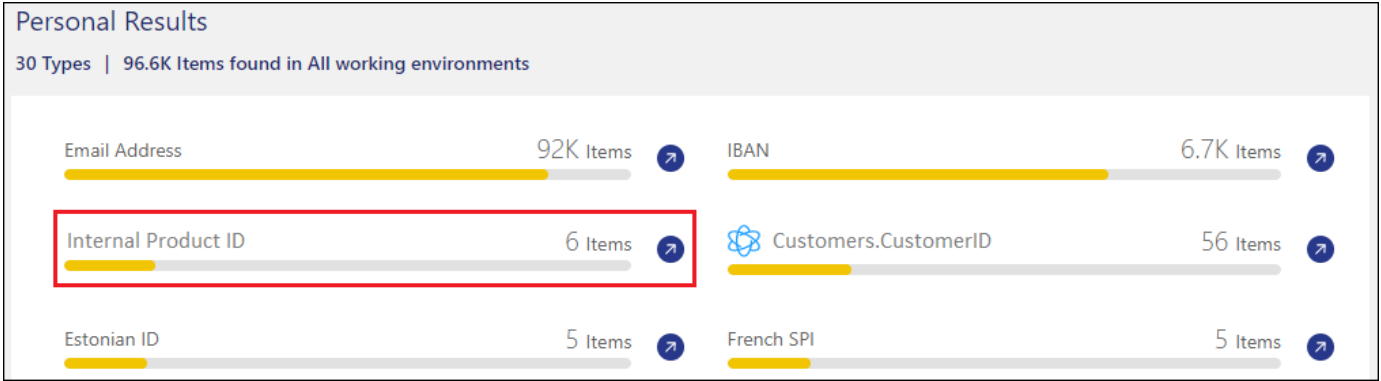 Personal Results
30 Types | 96.6K Items found in All working environments
Email Address 92K Items
IBAN 6.7K Items
Internal Product ID 6 Items
Customers.CustomerID 56 Items
Estonian ID 5 Items
French SPI 5 Items